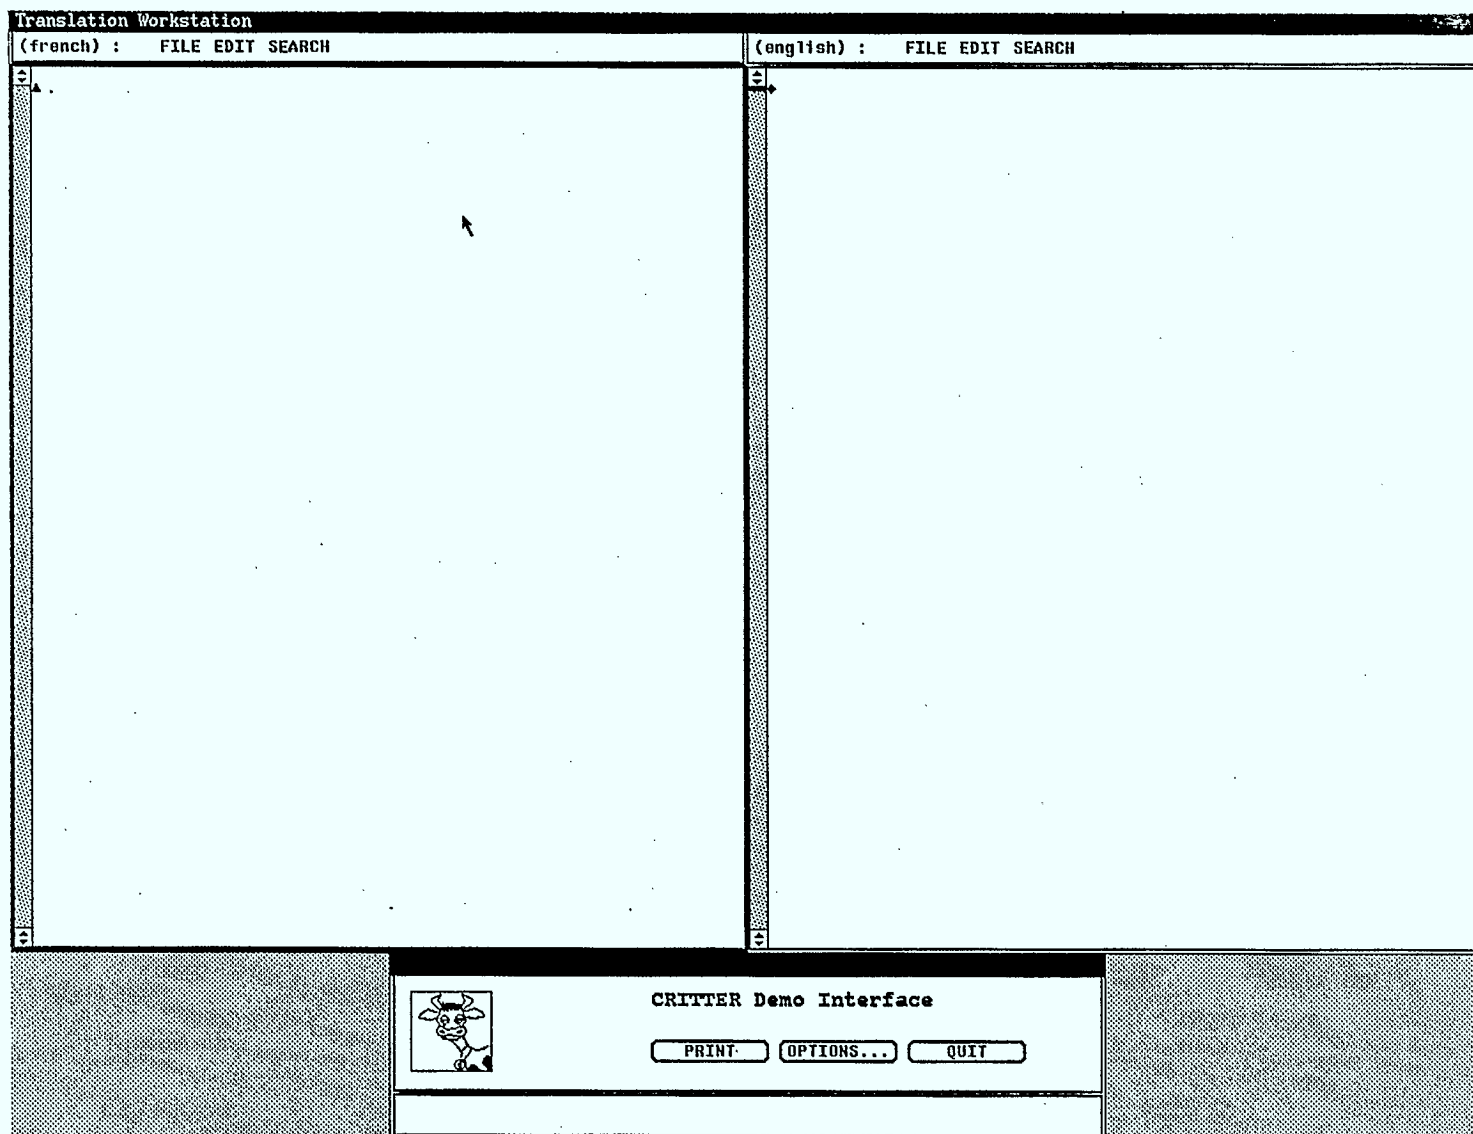 Translation Workstation
(french) : FILE EDIT SEARCH
(english) : FILE EDIT SEARCH
CRITTER Demo Interface
PRINT OPTIONS... QUIT